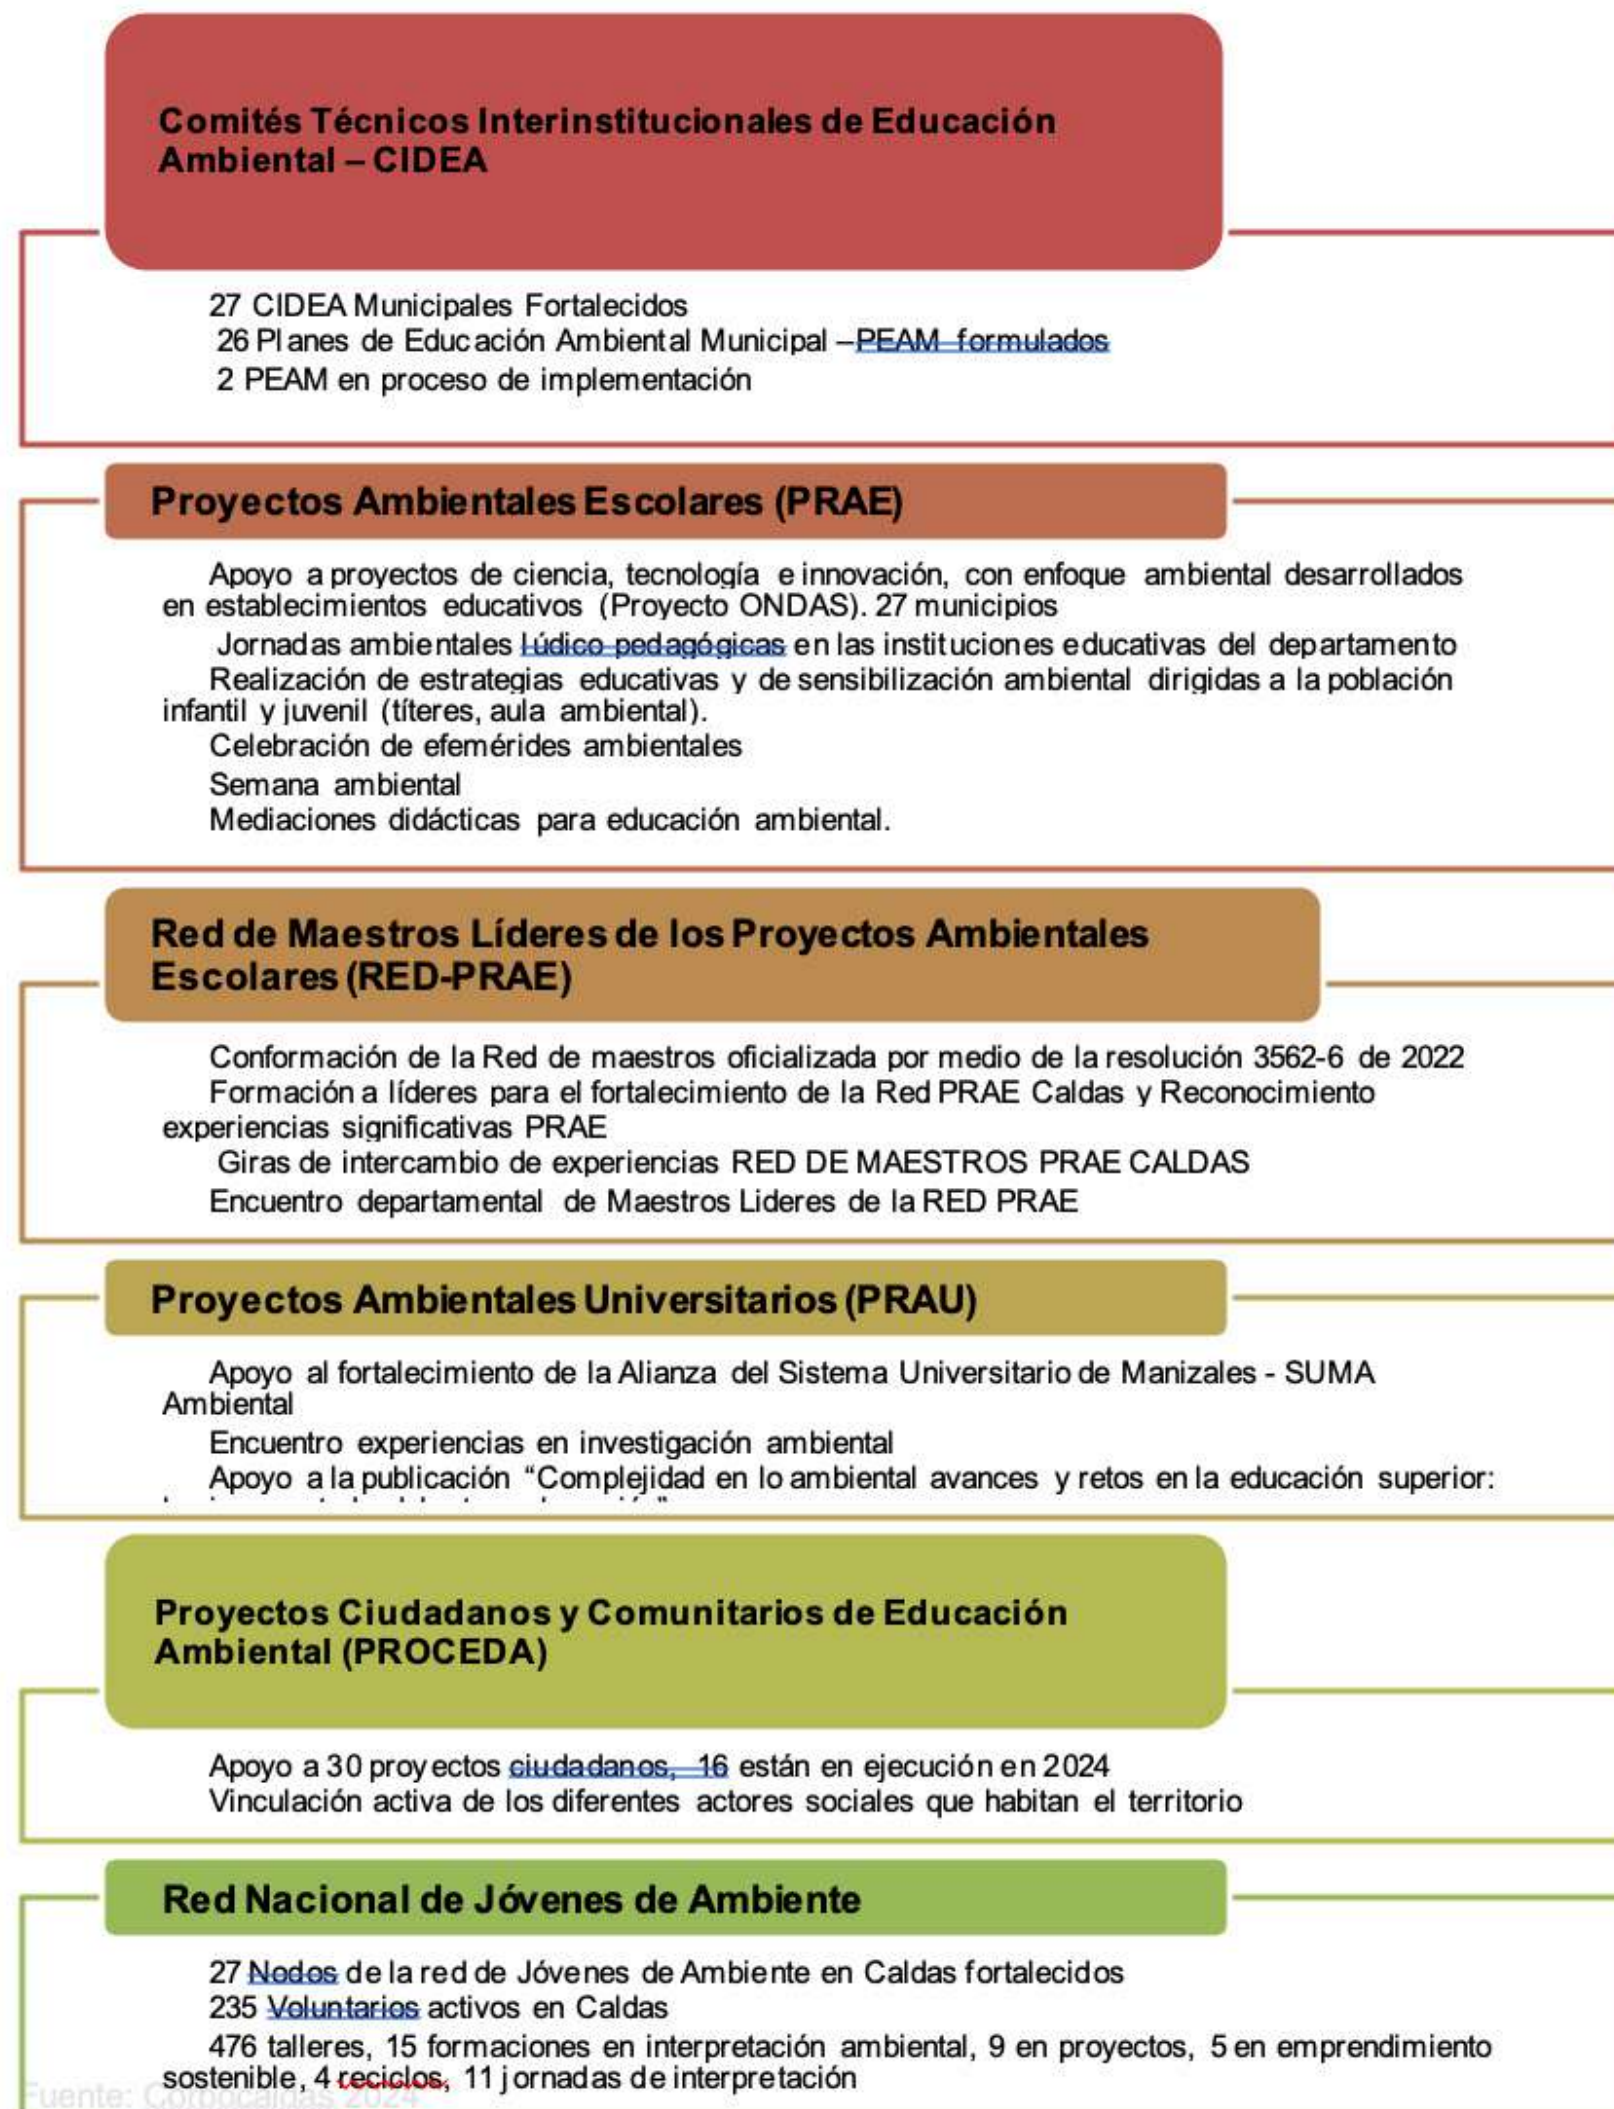 Comités Técnicos Interinstitucionales de Educación
Ambiental – CIDEA
27 CIDEA Municipales Fortalecidos
26 Planes de Educación Ambiental Municipal –PEAM formulados
2 PEAM en proceso de implementación
Proyectos Ambientales Escolares (PRAE)
Apoyo a proyectos de ciencia, tecnología e innovación, con enfoque ambiental desarrollados
en establecimientos educativos (Proyecto ONDAS). 27 municipios
Jornadas ambientales lúdico pedagógicas en las instituciones educativas del departamento
Realización de estrategias educativas y de sensibilización ambiental dirigidas a la población
infantil y juvenil (títeres, aula ambiental).
Celebración de efemérides ambientales
Semana ambiental
Mediaciones didácticas para educación ambiental.
Red de Maestros Líderes de los Proyectos Ambientales
Escolares (RED-PRAE)
Conformación de la Red de maestros oficializada por medio de la resolución 3562-6 de 2022
Formación a líderes para el fortalecimiento de la Red PRAE Caldas y Reconocimiento
experiencias significativas PRAE
Giras de intercambio de experiencias RED DE MAESTROS PRAE CALDAS
Encuentro departamental de Maestros Lideres de la RED PRAE
Proyectos Ambientales Universitarios (PRAU)
Apoyo al fortalecimiento de la Alianza del Sistema Universitario de Manizales - SUMA
Ambiental
Encuentro experiencias en investigación ambiental
Apoyo a la publicación “Complejidad en lo ambiental avances y retos en la educación superior:
Proyectos Ciudadanos y Comunitarios de Educación
Ambiental (PROCEDA)
Apoyo a 30 proyectos ciudadanos, 16 están en ejecución en 2024
Vinculación activa de los diferentes actores sociales que habitan el territorio
Red Nacional de Jóvenes de Ambiente
27 Nodos de la red de Jóvenes de Ambiente en Caldas fortalecidos
235 Voluntarios activos en Caldas
476 talleres, 15 formaciones en interpretación ambiental, 9 en proyectos, 5 en emprendimiento
sostenible, 4 reciclos, 11 jornadas de interpretación
Fuente: Corpocaldas 2024